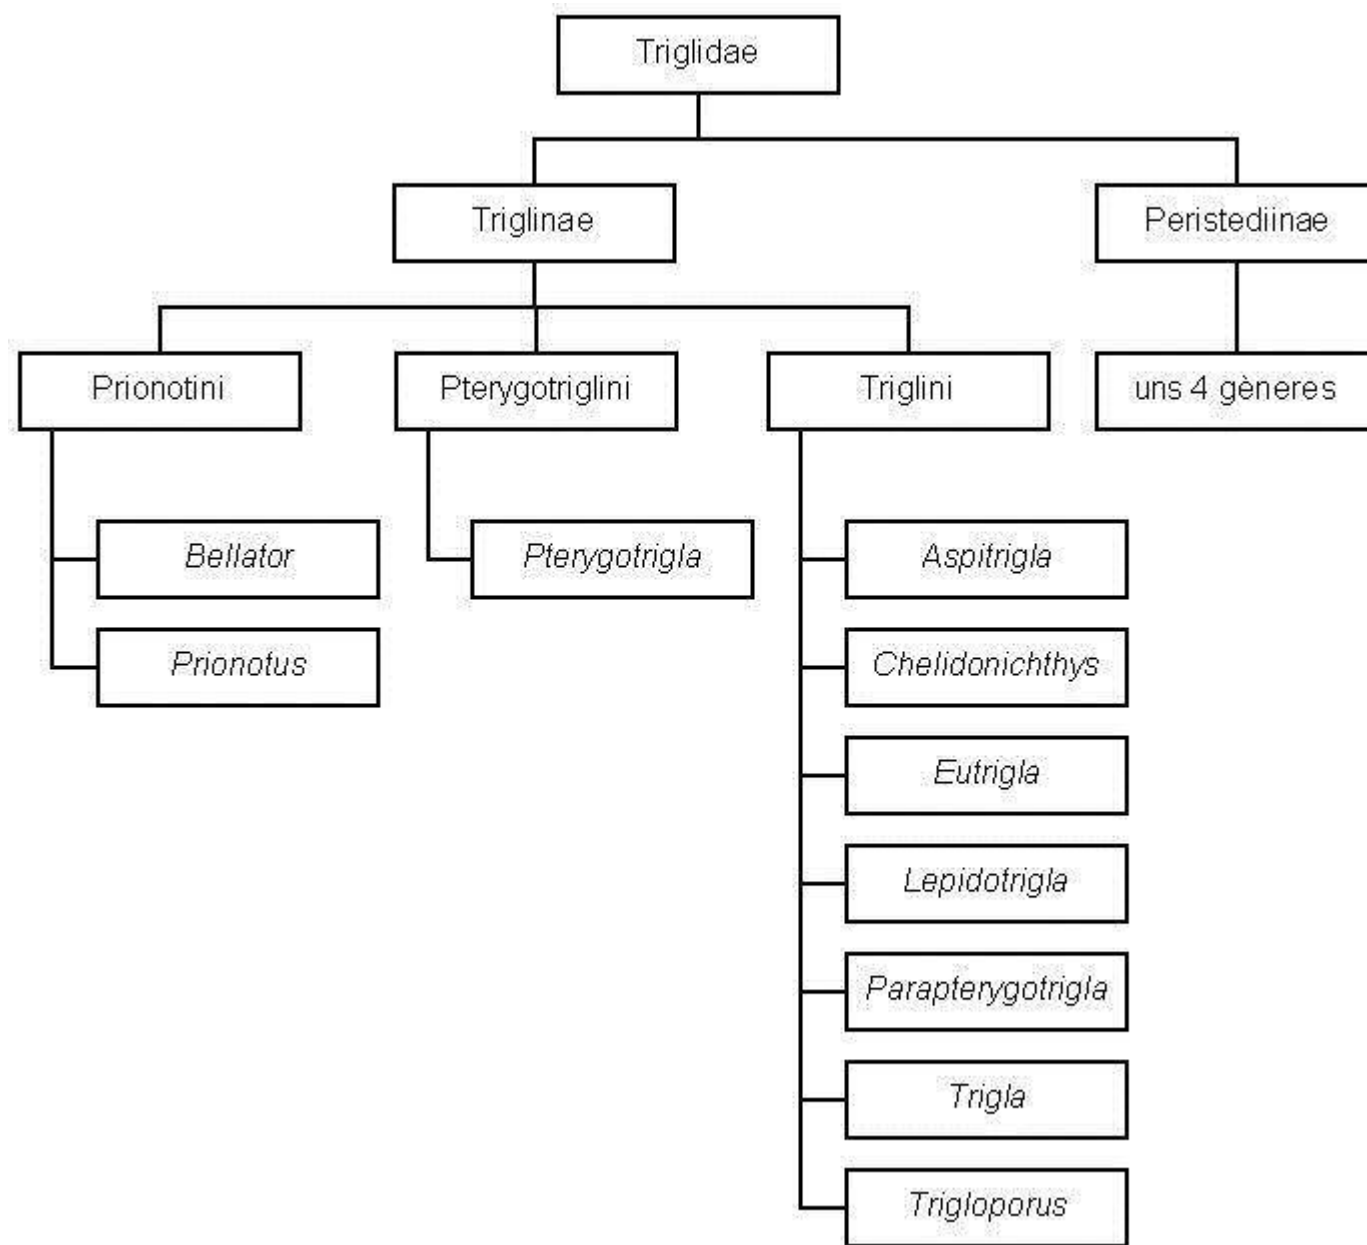 Triglidae
Triglinae
Peristediinae
Prionotini
Pterygotriglini
Triglini
uns 4 gèneres
Bellator
Pterygotrigla
Aspitrigla
Prionotus
Chelidonichthys
Eutrigla
Lepidotrigla
Parapterygotrigla
Trigla
Trigloporus